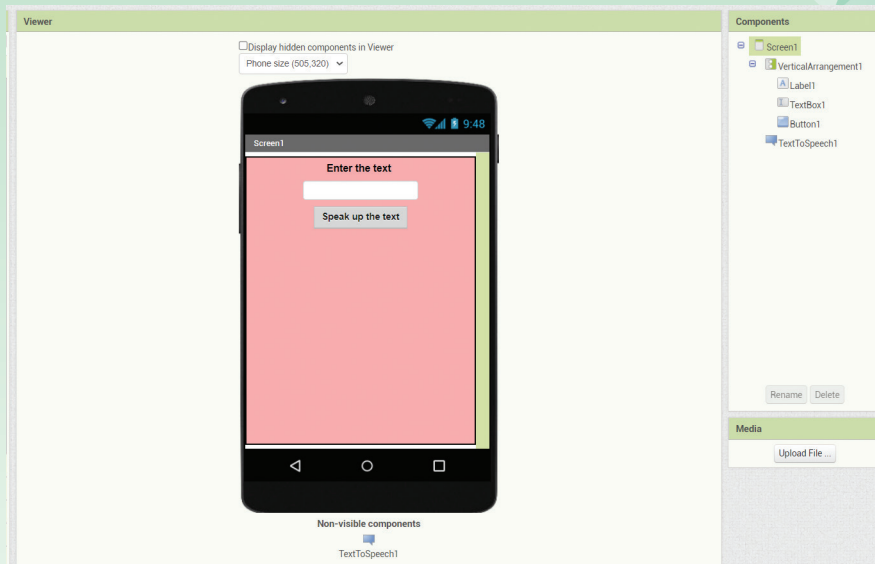 Viewer
Display hidden components in Viewer
Phone size (505,320)
9:48
Screen1
Enter the text
Speak up the text
Non-visible components
TextToSpeech1
Components
Screen1
VerticalArrangement1
Label1
TextBox1
Button1
TextToSpeech1
Rename Delete
Media
Upload File ...